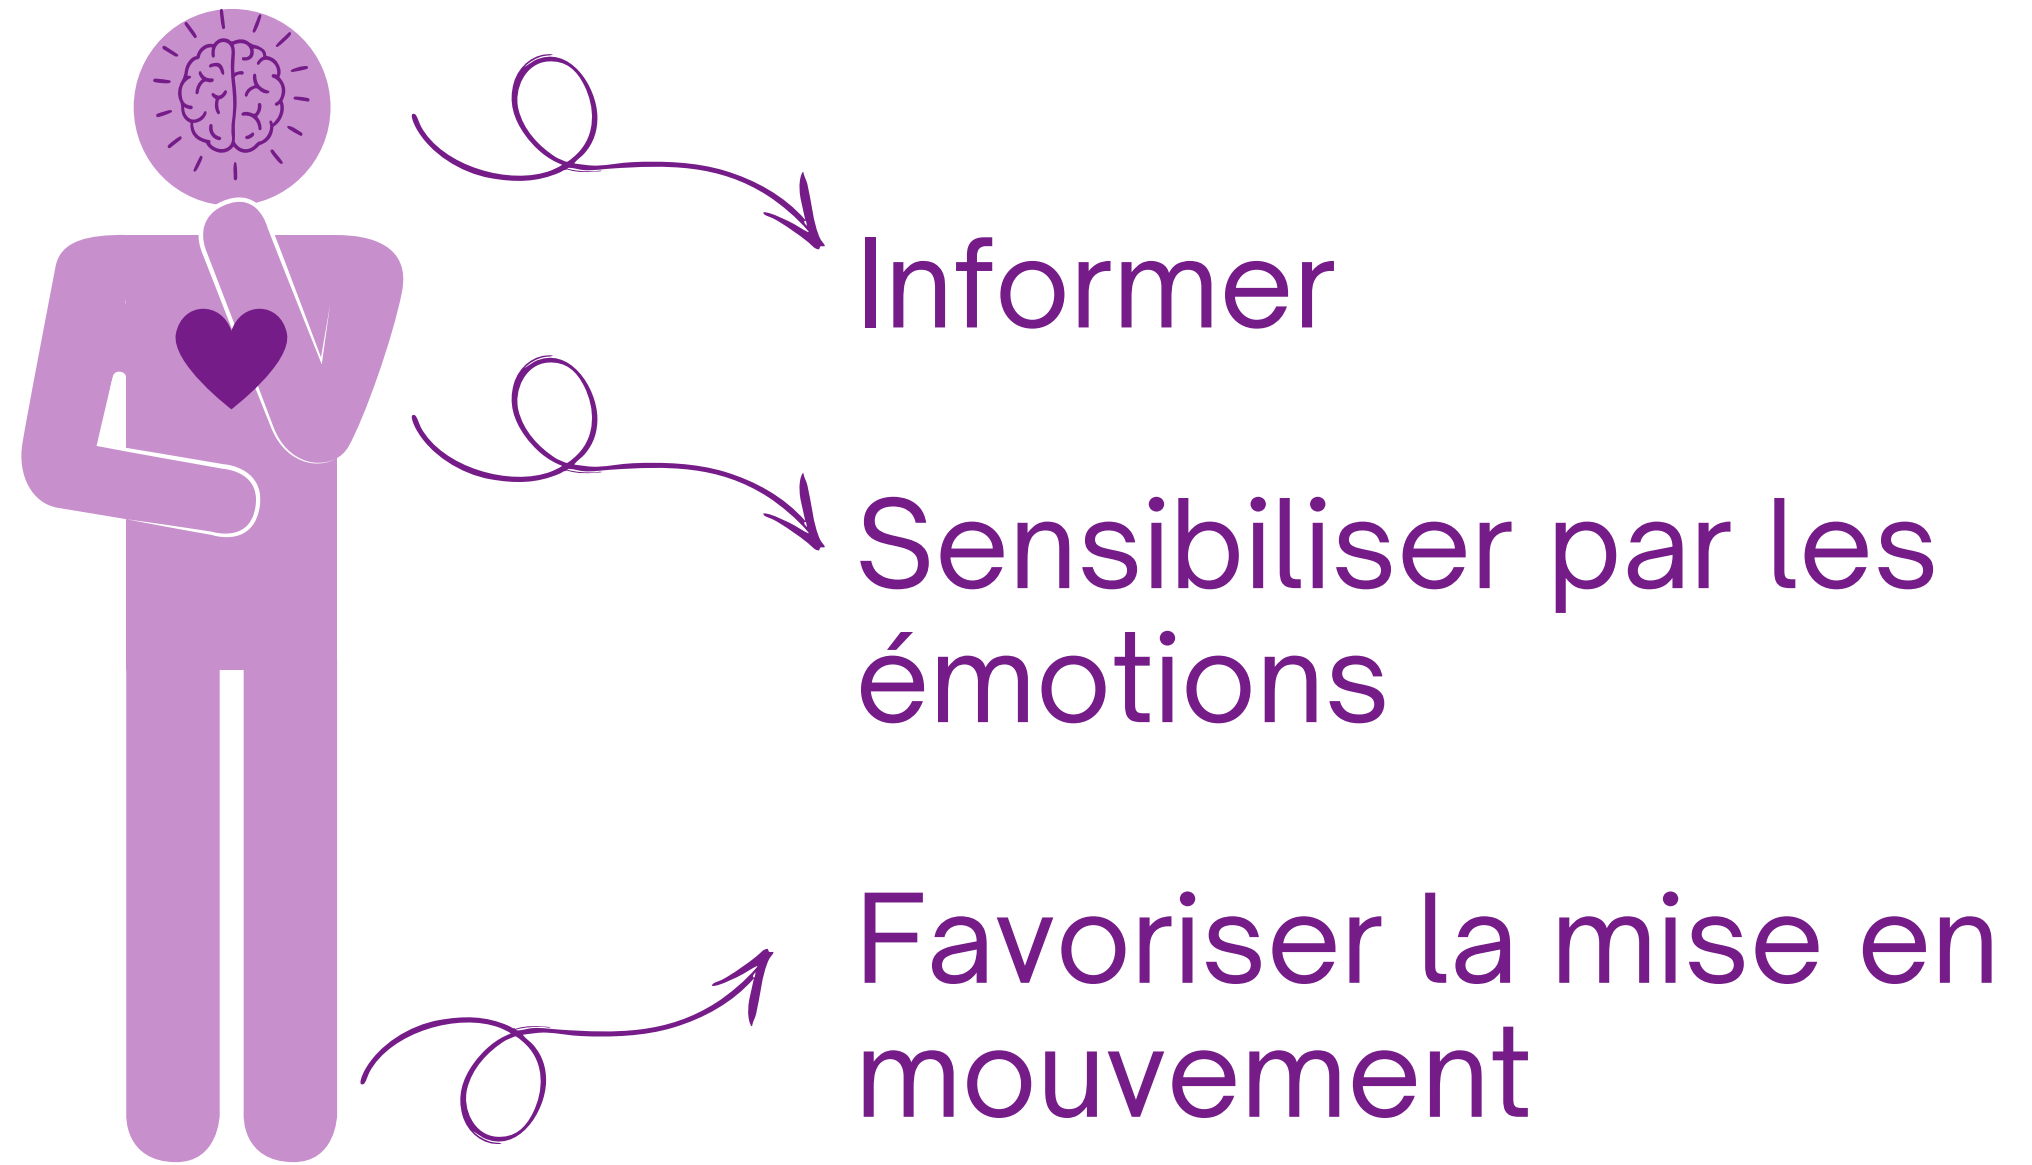 Informer
Sensibiliser par les
émotions
Favoriser la mise en
mouvement